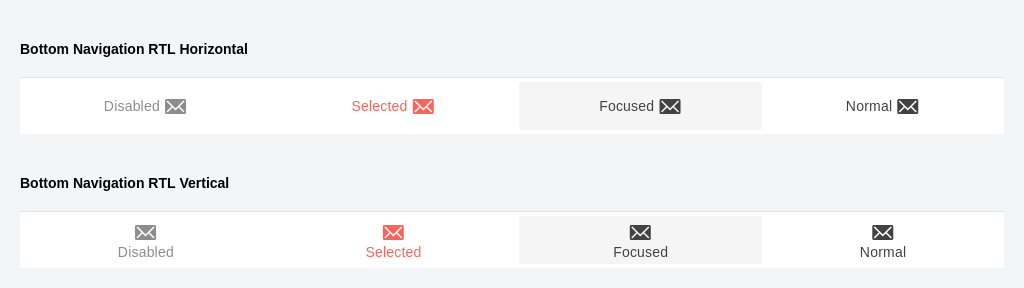 Bottom Navigation RTL Horizontal
Disabled Selected Focused Normal
Bottom Navigation RTL Vertical
Disabled Selected Focused Normal